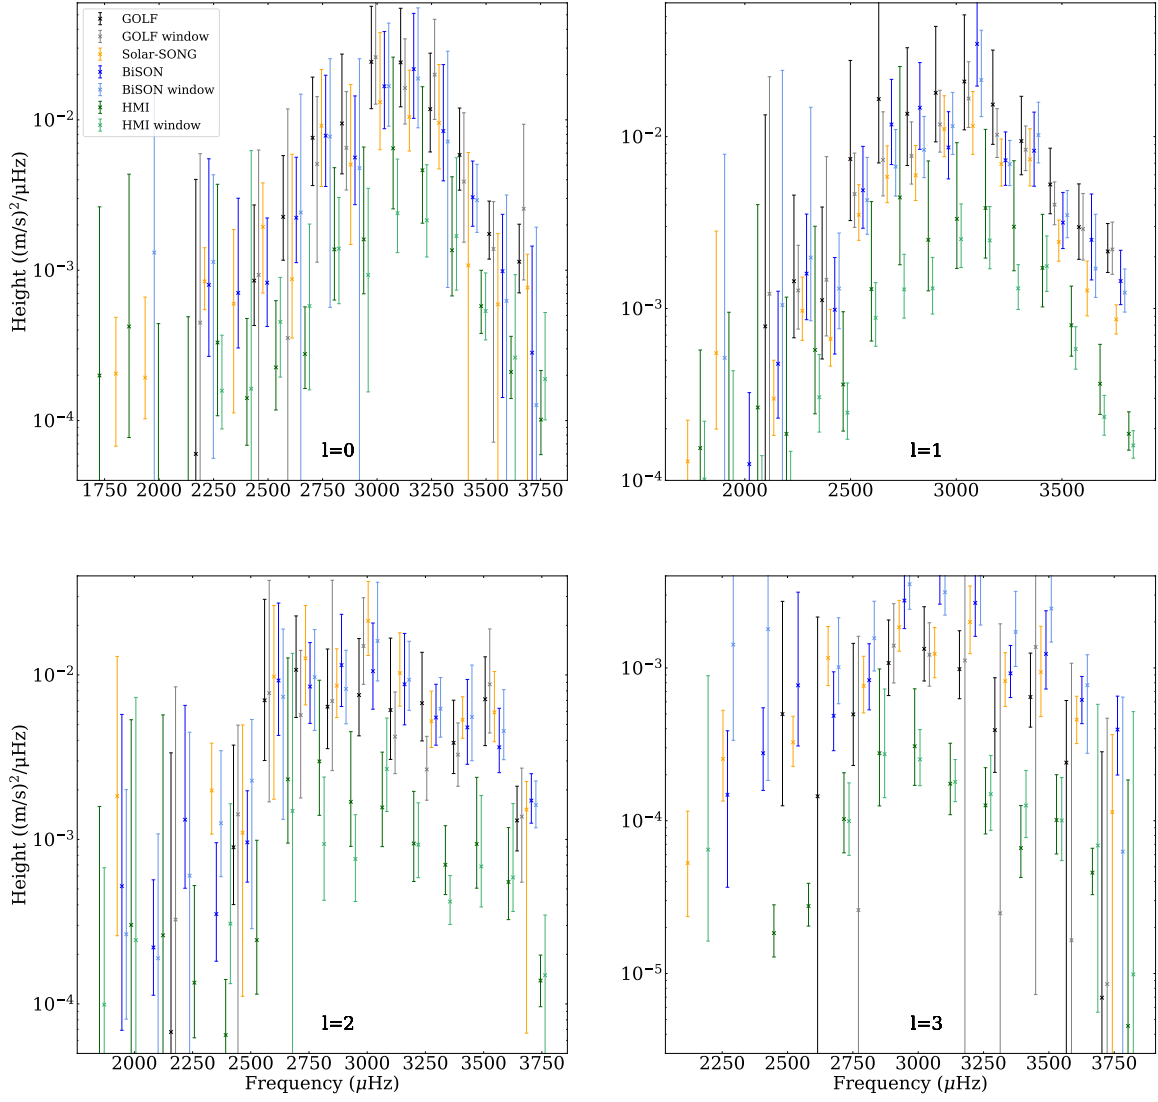 GOLF
GOLF window
Solar-SONG
BiSON
BiSON window
HMI
HMI window
Height ((m/s)²/μHz)
10⁻²
10⁻³
10⁻⁴
l=0
1750 2000 2250 2500 2750 3000 3250 3500 3750
10⁻¹
10⁻²
10⁻³
10⁻⁴
l=1
2000 2500 3000 3500
Height ((m/s)²/μHz)
10⁻²
10⁻³
10⁻⁴
l=2
2000 2250 2500 2750 3000 3250 3500 3750
Frequency (μHz)
10⁻³
10⁻⁴
10⁻⁵
l=3
2250 2500 2750 3000 3250 3500 3750
Frequency (μHz)